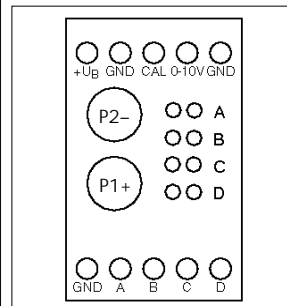 +UB GND CAL 0-10V GND
P2- A
B
P1+ C
D
GND A B C D